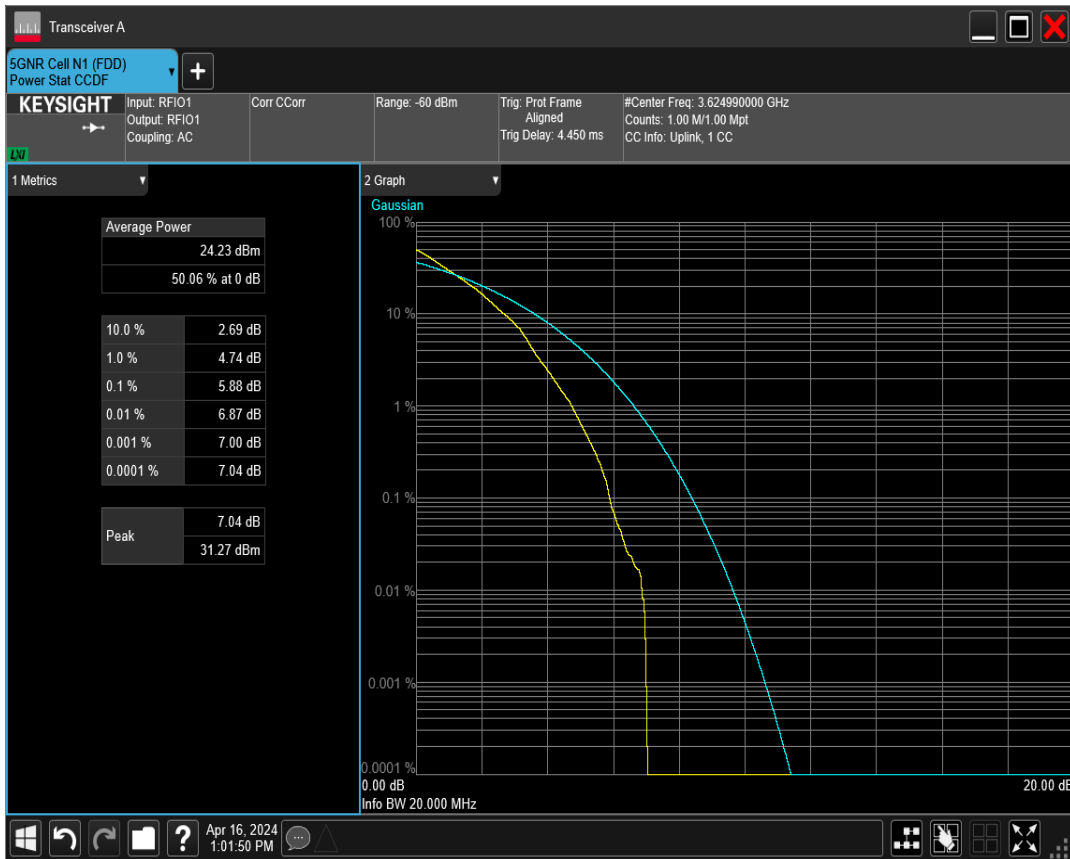 Transceiver A
5GNR Cell N1 (FDD)
Power Stat CCDF
+
KEYSIGHT
LXI
Input: RFIO1
Output: RFIO1
Coupling: AC
Corr CCorr
Range: -60 dBm
Trig: Prot Frame
Aligned
Trig Delay: 4.450 ms
#Center Freq: 3.624990000 GHz
Counts: 1.00 M/1.00 Mpt
CC Info: Uplink, 1 CC
1 Metrics
Average Power
24.23 dBm
50.06 % at 0 dB
10.0 % 2.69 dB
1.0 % 4.74 dB
0.1 % 5.88 dB
0.01 % 6.87 dB
0.001 % 7.00 dB
0.0001 % 7.04 dB
Peak
7.04 dB
31.27 dBm
2 Graph
Gaussian
100 %
10 %
1 %
0.1 %
0.01 %
0.001 %
0.0001 %
0.00 dB 20.00 dB
Info BW 20.000 MHz
?
Apr 16, 2024
1:01:50 PM